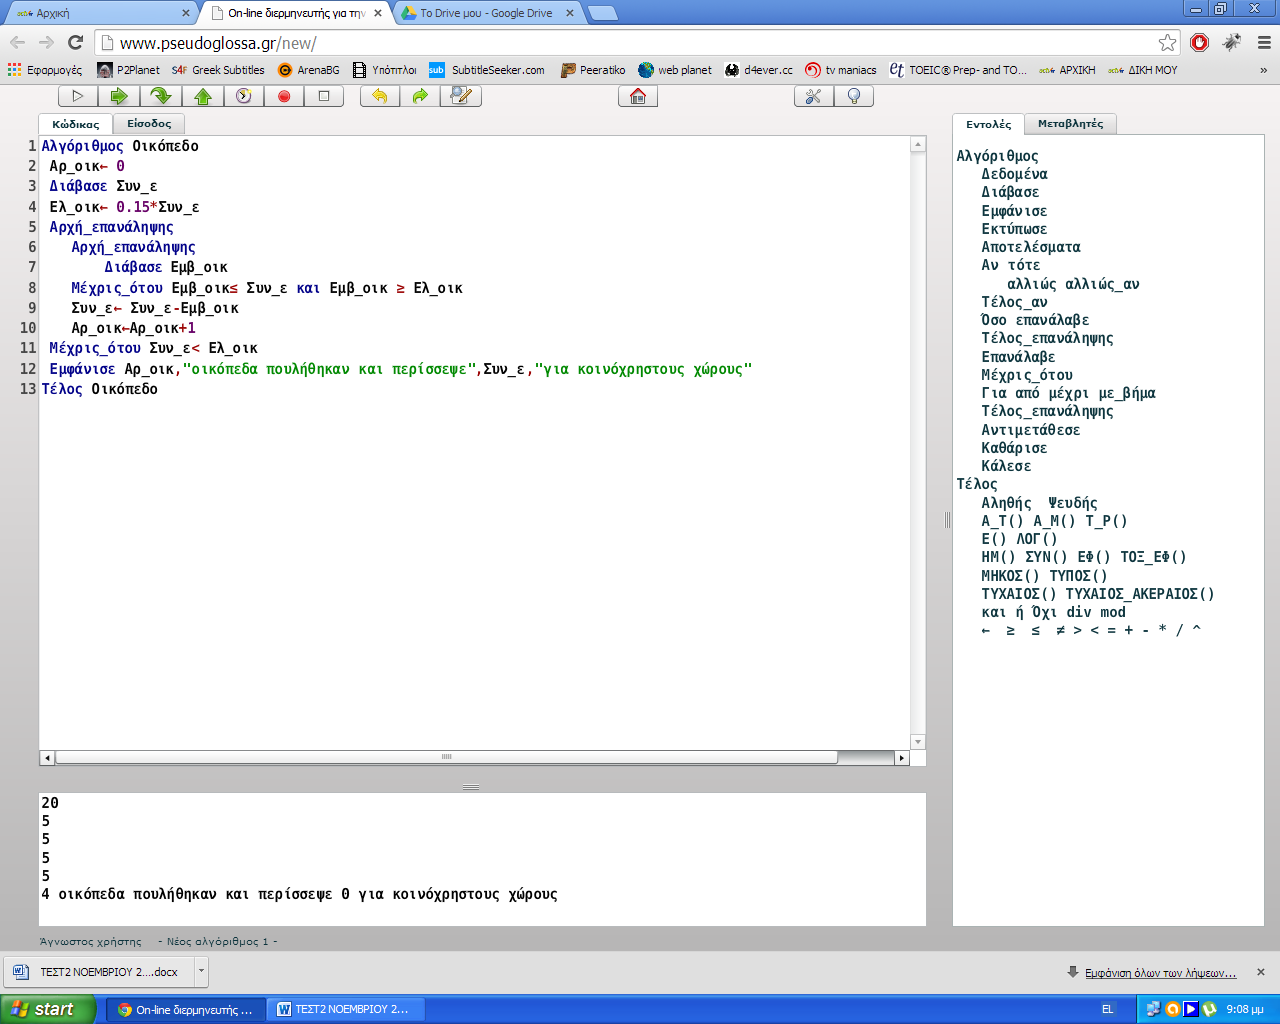 Αρχική
On-line διερμηνευτής για την
Το Drive μου - Google Drive
www.pseudoglossa.gr/new/
Εφαρμογές P2Planet S4F Greek Subtitles ArenaBG Υπότιτλοι sub SubtitleSeeker.com Peeratiko web planet d4ever.cc tv maniacs et TOEIC® Prep- and TO... ΑΡΧΙΚΗ ΔΙΚΗ ΜΟΥ »
Κώδικας Είσοδος
1 Αλγόριθμος Οικόπεδο
2 Αρ_οικ← 0
3 Διάβασε Συν_ε
4 Ελ_οικ← 0.15*Συν_ε
5 Αρχή_επανάληψης
6 Αρχή_επανάληψης
7 Διάβασε Εμβ_οικ
8 Μέχρις_ότου Εμβ_οικ≤ Συν_ε και Εμβ_οικ ≥ Ελ_οικ
9 Συν_ε← Συν_ε-Εμβ_οικ
10 Αρ_οικ←Αρ_οικ+1
11 Μέχρις_ότου Συν_ε< Ελ_οικ
12 Εμφάνισε Αρ_οικ,"οικόπεδα πουλήθηκαν και περίσσεψε",Συν_ε,"για κοινόχρηστους χώρους"
13 Τέλος Οικόπεδο
20
5
5
5
5
4 οικόπεδα πουλήθηκαν και περίσσεψε 0 για κοινόχρηστους χώρους
Άγνωστος χρήστης - Νέος αλγόριθμος 1 -
Εντολές Μεταβλητές
Αλγόριθμος
Δεδομένα
Διάβασε
Εμφάνισε
Εκτύπωσε
Αποτελέσματα
Αν τότε
αλλιώς αλλιώς_αν
Τέλος_αν
Όσο επανάλαβε
Τέλος_επανάληψης
Επανάλαβε
Μέχρις_ότου
Για από μέχρι με_βήμα
Τέλος_επανάληψης
Αντιμετάθεσε
Καθάρισε
Κάλεσε
Τέλος
Αληθής Ψευδής
Α_Τ() Α_Μ() Τ_Ρ()
Ε() ΛΟΓ()
ΗΜ() ΣΥΝ() ΕΦ() ΤΟΞ_ΕΦ()
ΜΗΚΟΣ() ΤΥΠΟΣ()
ΤΥΧΑΙΟΣ() ΤΥΧΑΙΟΣ_ΑΚΕΡΑΙΟΣ()
και ή Όχι div mod
← ≥ ≤ ≠ > < = + - * / ^
ΤΕΣΤ2 ΝΟΕΜΒΡΙΟΥ 2....docx
Εμφάνιση όλων των λήψεων...
start
On-line διερμηνευτής ...
ΤΕΣΤ2 ΝΟΕΜΒΡΙΟΥ 2...
EL
9:08 μμ